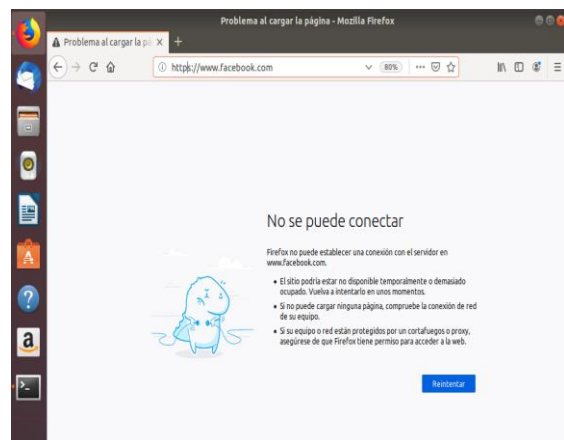 Problema al cargar la página - Mozilla Firefox
Problema al cargar la pá
https://www.facebook.com
80%
No se puede conectar
Firefox no puede establecer una conexión con el servidor en
www.facebook.com.
El sitio podría estar no disponible temporalmente o demasiado
ocupado. Vuelva a intentarlo en unos momentos.
Si no puede cargar ninguna página, compruebe la conexión de red
de su equipo.
Si su equipo o red están protegidos por un cortafuegos o proxy,
asegúrese de que Firefox tiene permiso para acceder a la web.
Reintentar